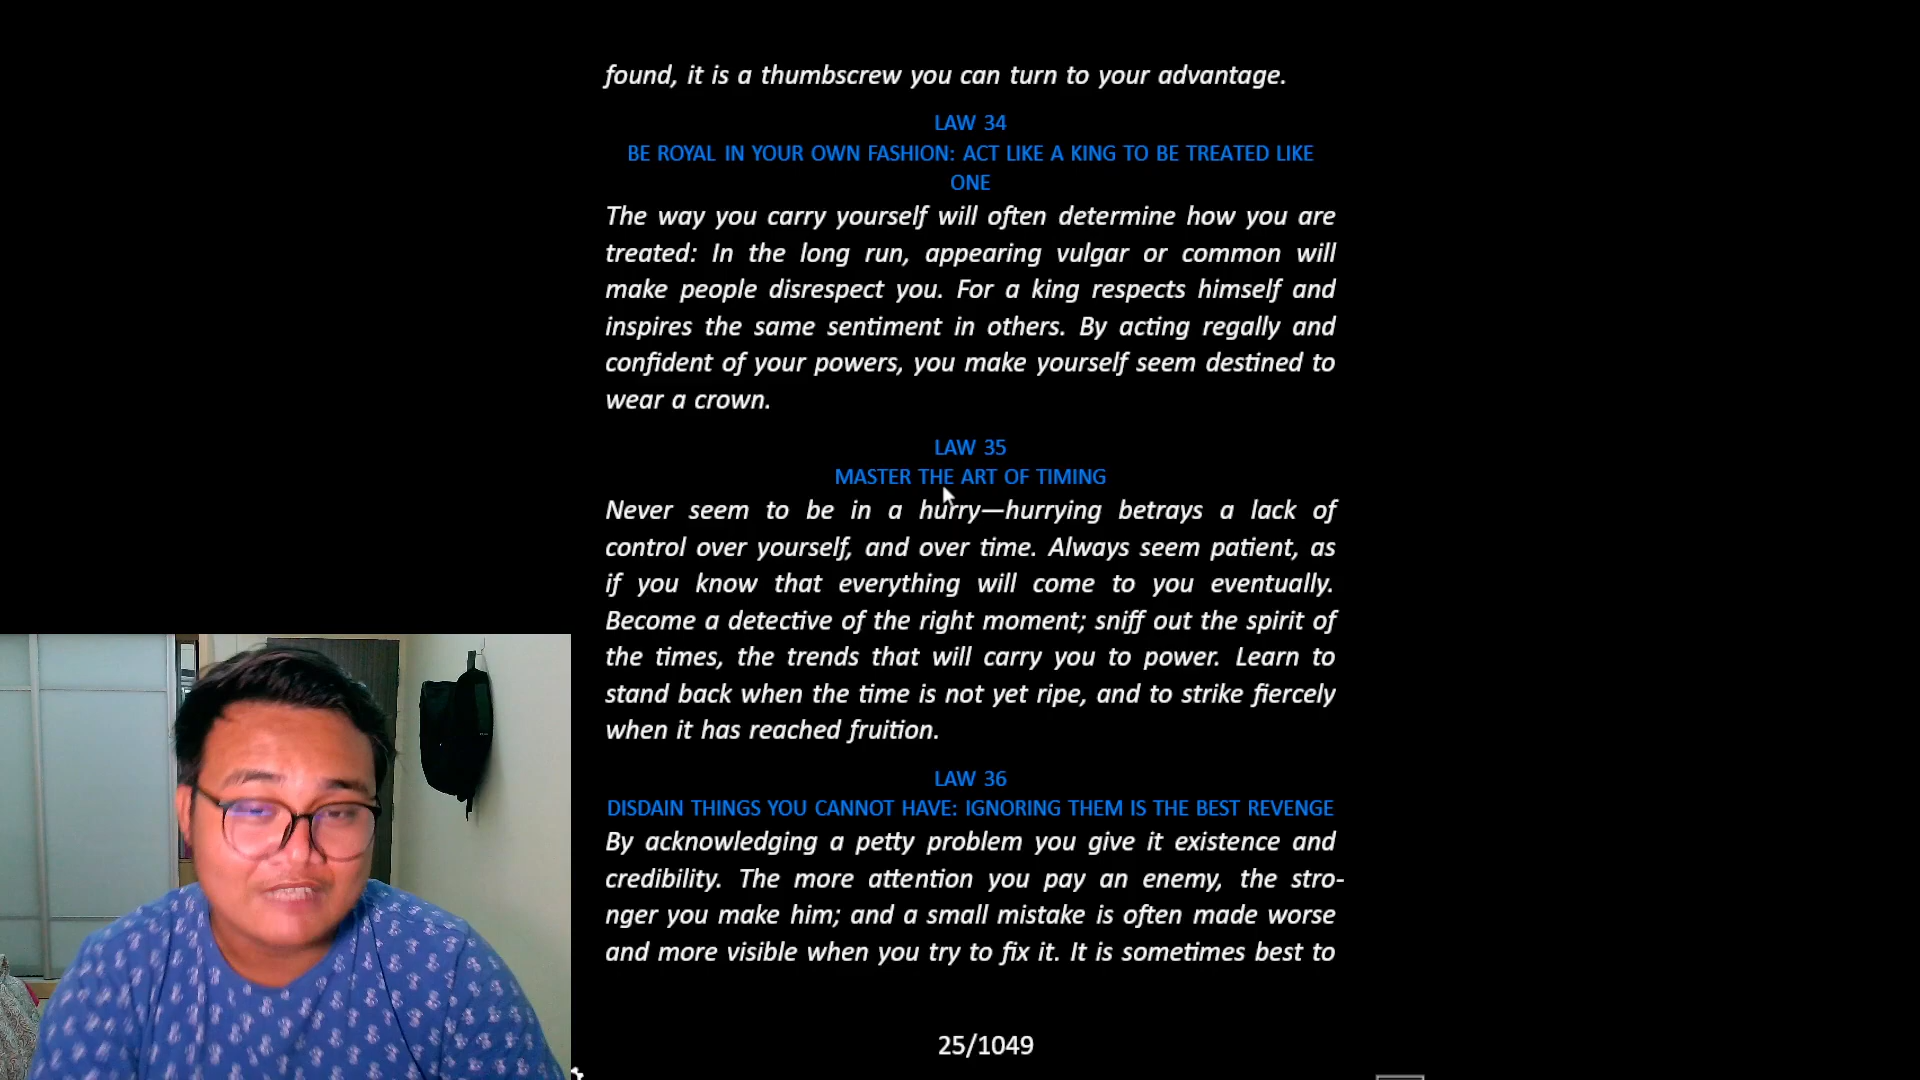 found, it is a thumbscrew you can turn to your advantage.
LAW 34
BE ROYAL IN YOUR OWN FASHION: ACT LIKE A KING TO BE TREATED LIKE
ONE
The way you carry yourself will often determine how you are
treated: In the long run, appearing vulgar or common will
make people disrespect you. For a king respects himself and
inspires the same sentiment in others. By acting regally and
confident of your powers, you make yourself seem destined to
wear a crown.
LAW 35
MASTER THE ART OF TIMING
Never seem to be in a hurry—hurrying betrays a lack of
control over yourself, and over time. Always seem patient, as
if you know that everything will come to you eventually.
Become a detective of the right moment; sniff out the spirit of
the times, the trends that will carry you to power. Learn to
stand back when the time is not yet ripe, and to strike fiercely
when it has reached fruition.
LAW 36
DISDAIN THINGS YOU CANNOT HAVE: IGNORING THEM IS THE BEST REVENGE
By acknowledging a petty problem you give it existence and
credibility. The more attention you pay an enemy, the stro-
nger you make him; and a small mistake is often made worse
and more visible when you try to fix it. It is sometimes best to
25/1049